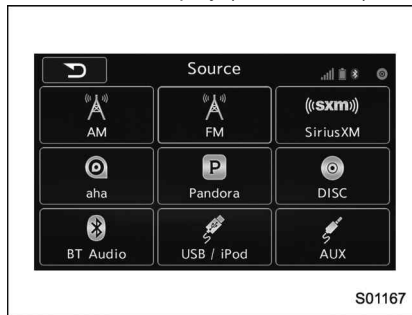 Source
((sxm))
AM
FM
SiriusXM
P
aha
Pandora
DISC
BT Audio
USB / iPod
AUX
S01167